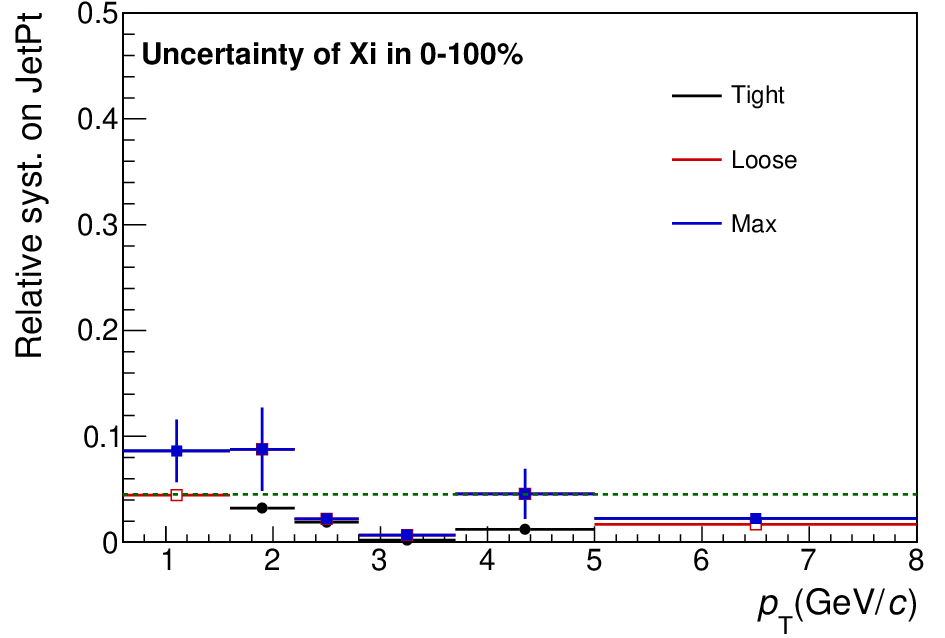 Relative syst. on JetPt
0.5
0.4
0.3
0.2
0.1
0
Uncertainty of Xi in 0-100%
Tight
Loose
Max
1 2 3 4 5 6 7 8
p_T(GeV/c)